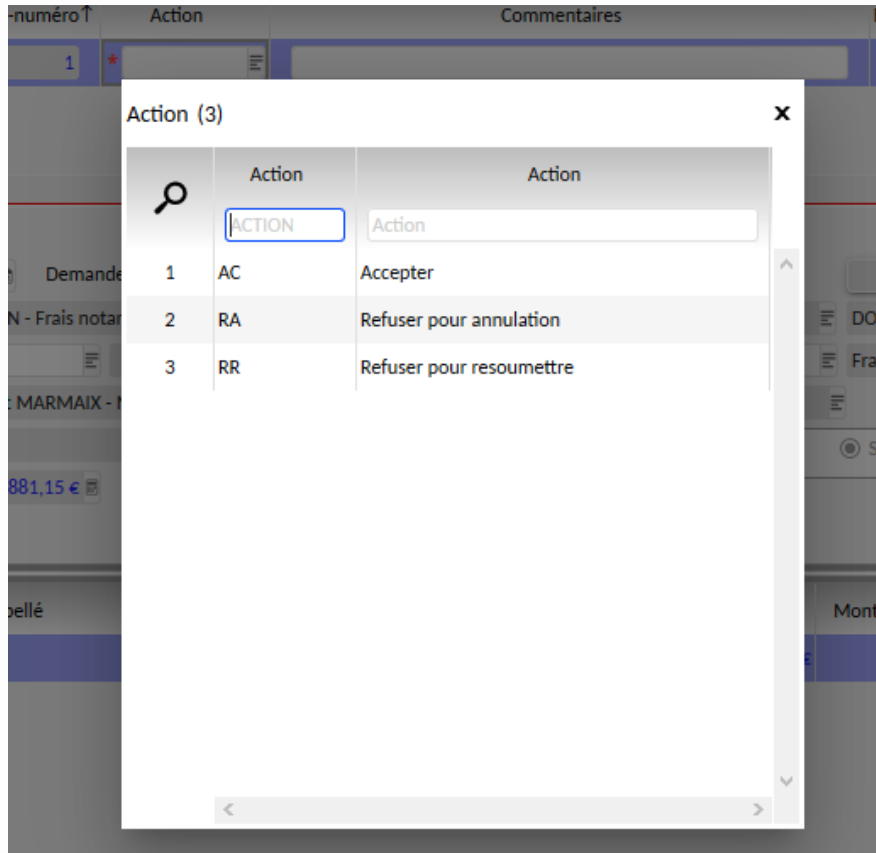 -numéro↑ Action Commentaires
1 *
Action (3) x
Action Action
ACTION Action
Demande
1 AC Accepter
N - Frais notar
2 RA Refuser pour annulation
DO
3 RR Refuser pour resoumettre
Fra
: MARMAIX - N
S
881,15 €
bellé Mont
€